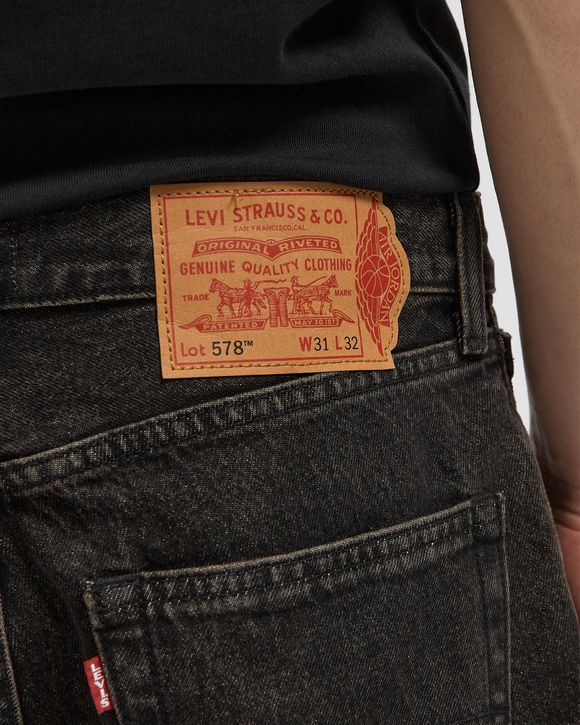 LEVI STRAUSS & CO.
SAN FRANCISCO, CAL.
ORIGINAL RIVETED
GENUINE QUALITY CLOTHING
TRADE MARK
PATENTED MAY 20 187
Lot 578™ W31 L32
AIR JORDAN
LEVI'S